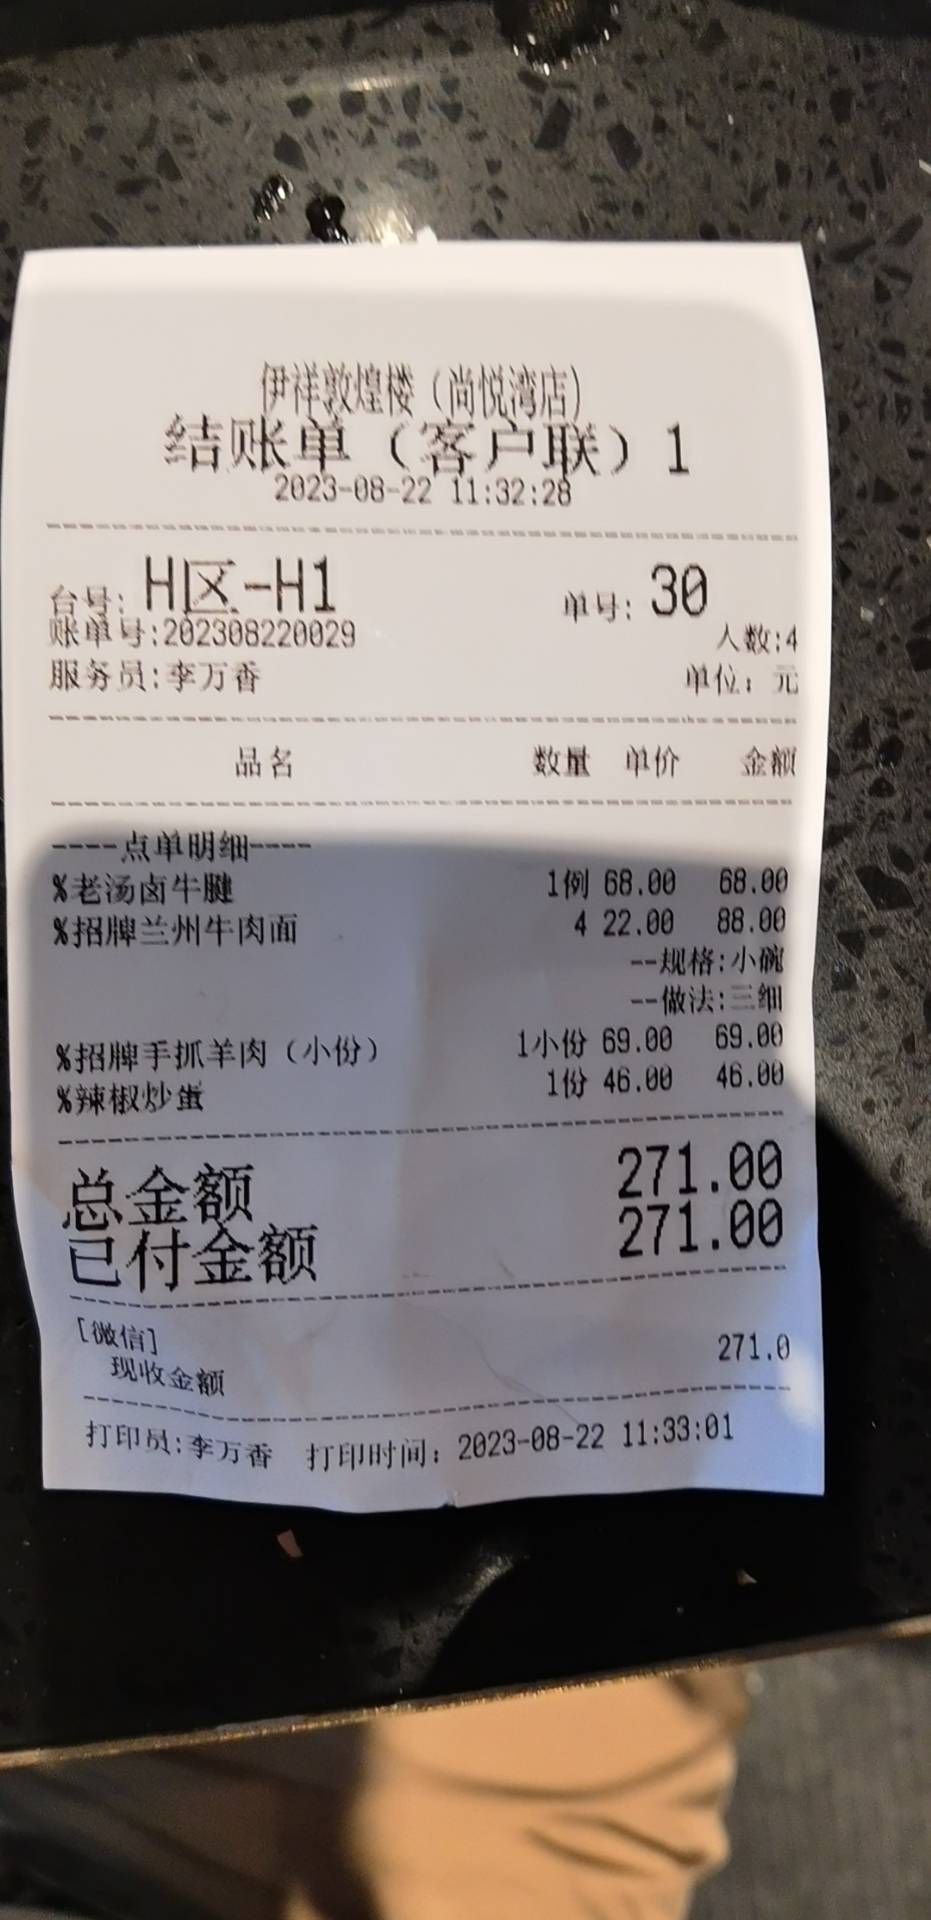 伊祥敦煌楼（尚悦湾店）
结账单（客户联）1
2023-08-22 11:32:28
台号: H区-H1 单号: 30
账单号:202308220029 人数:4
服务员:李万香 单位：元
品名 数量 单价 金额
----点单明细----
%老汤卤牛腱 1例 68.00 68.00
%招牌兰州牛肉面 4 22.00 88.00
--规格:小碗
--做法:三细
%招牌手抓羊肉（小份） 1小份 69.00 69.00
%辣椒炒蛋 1份 46.00 46.00
总金额 271.00
已付金额 271.00
[微信]
现收金额 271.0
打印员:李万香 打印时间：2023-08-22 11:33:01